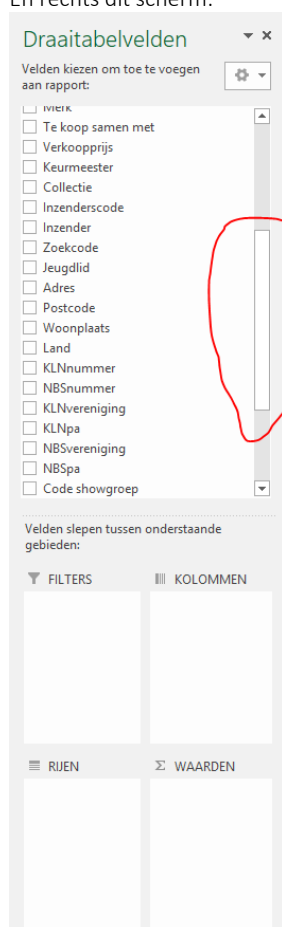 En rechts dit scherm:
Draaitabelvelden
Velden kiezen om toe te voegen
aan rapport:
Merk
Te koop samen met
Verkoopprijs
Keurmeester
Collectie
Inzenderscode
Inzender
Zoekcode
Jeugdlid
Adres
Postcode
Woonplaats
Land
KLNnummer
NBSnummer
KLNvereniging
KLNpa
NBSvereniging
NBSpa
Code showgroep
Velden slepen tussen onderstaande
gebieden:
FILTERS
KOLOMMEN
RIJEN
Σ WAARDEN